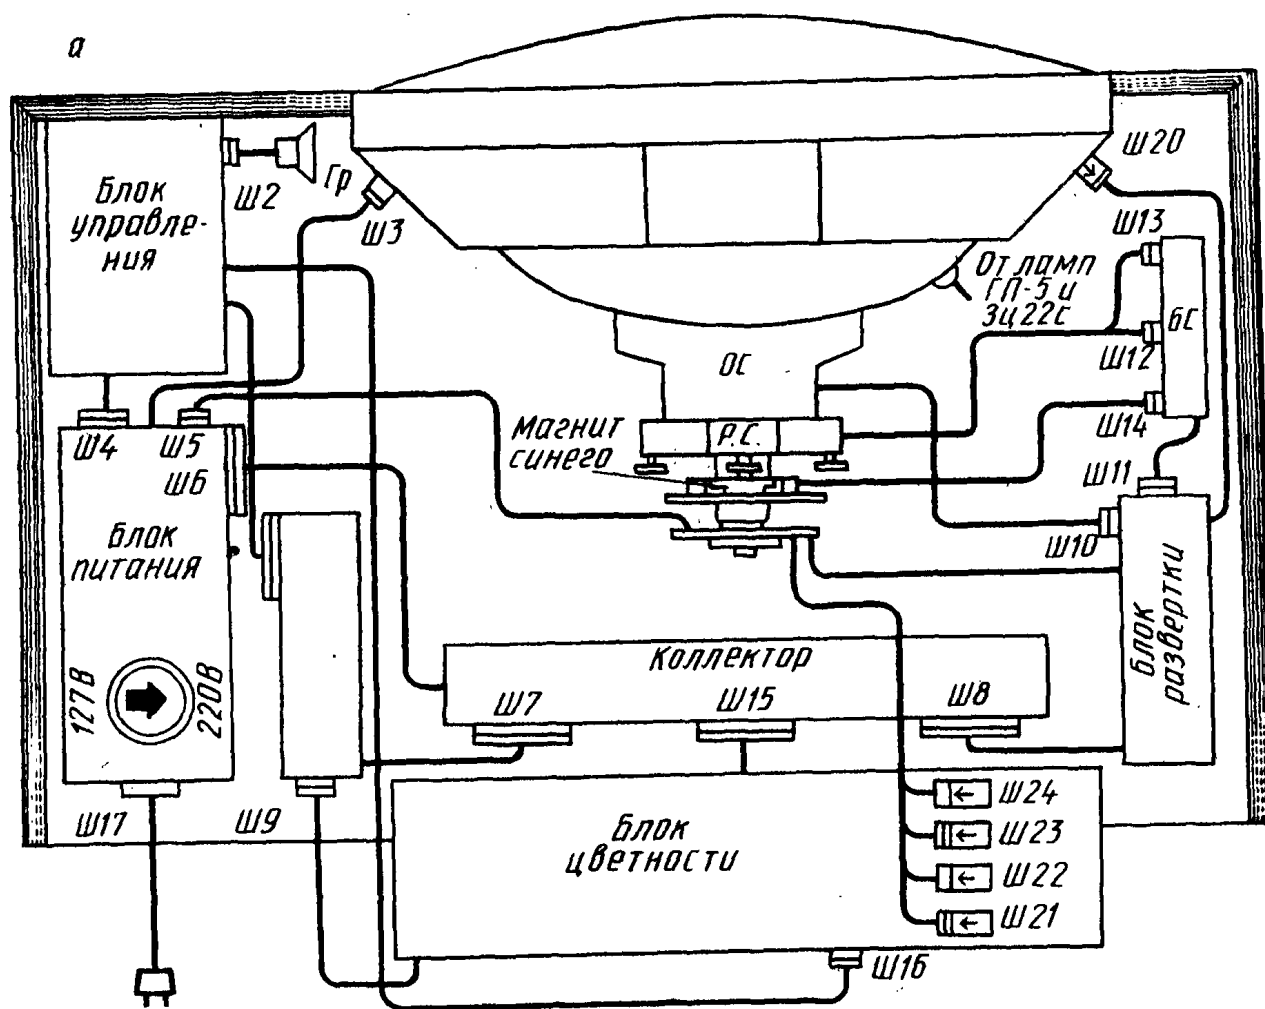 а
Блок
управле-
ния
Ш2
Гр
Ш3
Ш20
Ш13
От ламп
ГП-5 и
3Ц22С
БС
Ш12
Ш14
ОС
Р.С.
Магнит
синего
Ш4
Ш5
Ш6
Ш11
Ш10
Блок
питания
127В
220В
Блок
развертки
Коллектор
Ш7
Ш15
Ш8
Ш17
Ш9
Блок
цветности
Ш24
Ш23
Ш22
Ш21
Ш16